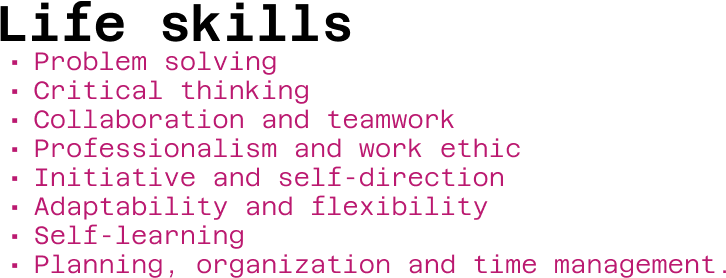 Life skills
▪ Problem solving
▪ Critical thinking
▪ Collaboration and teamwork
▪ Professionalism and work ethic
▪ Initiative and self-direction
▪ Adaptability and flexibility
▪ Self-learning
▪ Planning, organization and time management.